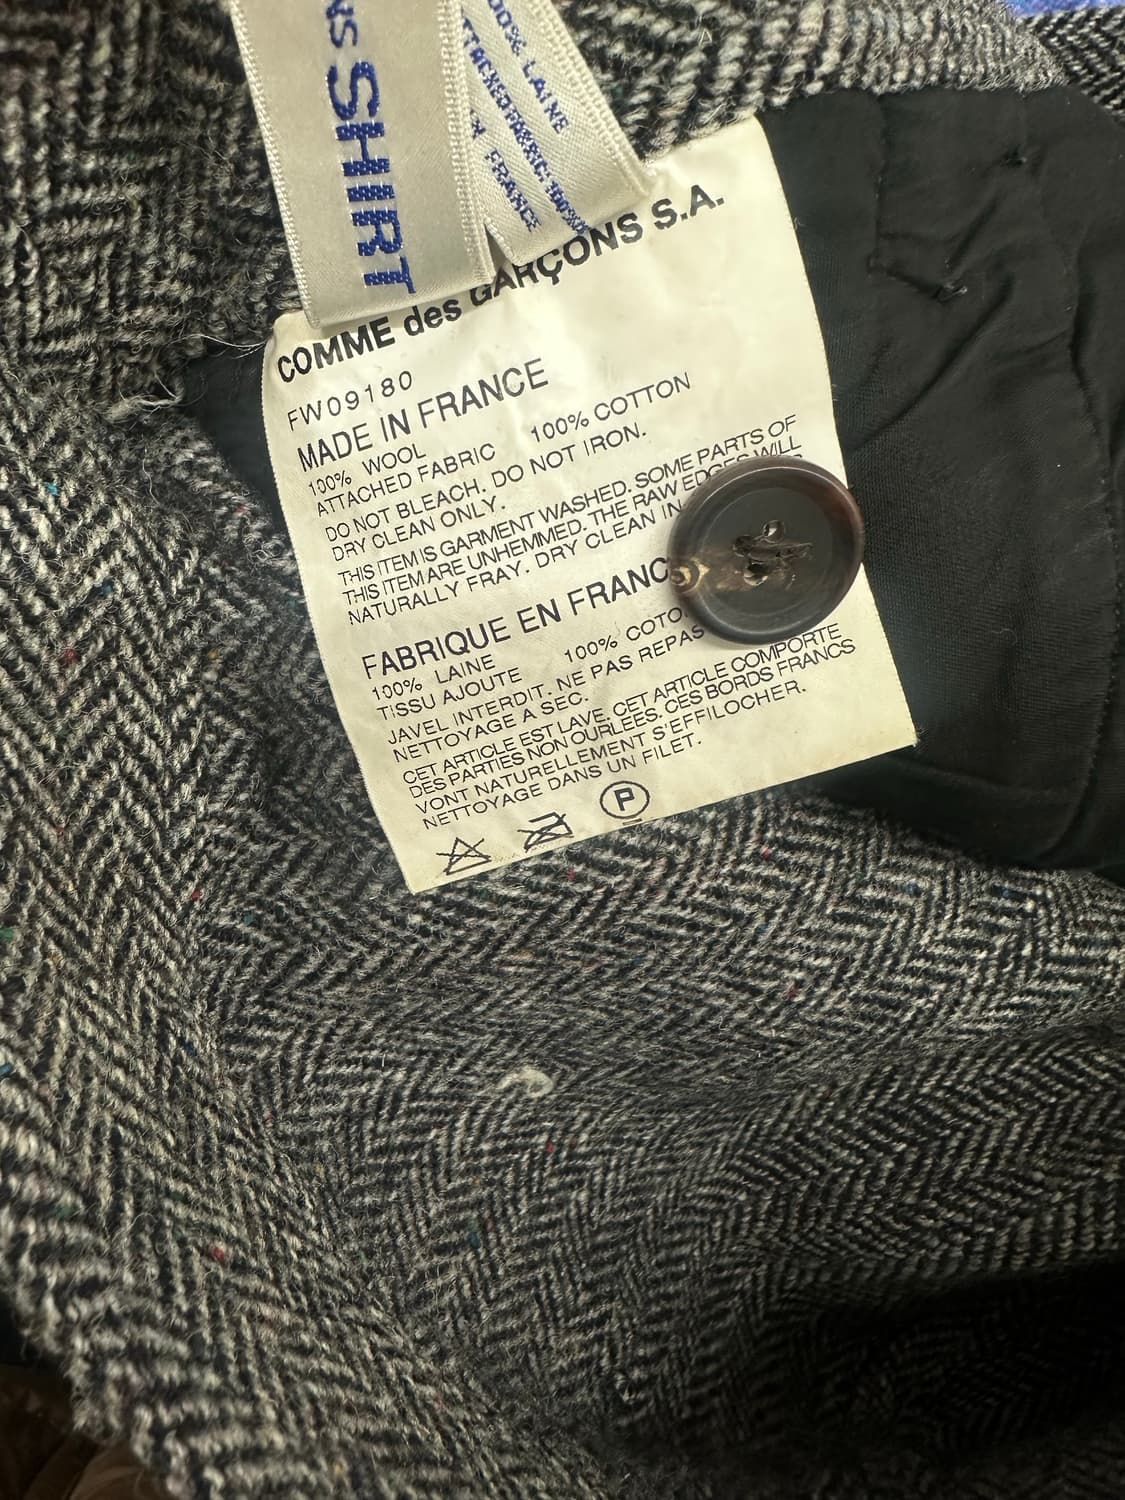 SHIRT
100% LAINE
FRANCE
COMME des GARÇONS S.A.
FW09180
MADE IN FRANCE
100% WOOL
ATTACHED FABRIC 100% COTTON
DO NOT BLEACH. DO NOT IRON.
DRY CLEAN ONLY.
THIS ITEM IS GARMENT WASHED. SOME PARTS OF
THIS ITEM ARE UNHEMMED. THE RAW EDGES WILL
NATURALLY FRAY. DRY CLEAN IN
FABRIQUE EN FRANC
100% LAINE
TISSU AJOUTE 100% COTO
JAVEL INTERDIT. NE PAS REPAS
NETTOYAGE A SEC.
CET ARTICLE EST LAVE. CET ARTICLE COMPORTE
DES PARTIES NON OURLEES. CES BORDS FRANCS
VONT NATURELLEMENT S'EFFILOCHER.
NETTOYAGE DANS UN FILET.
P